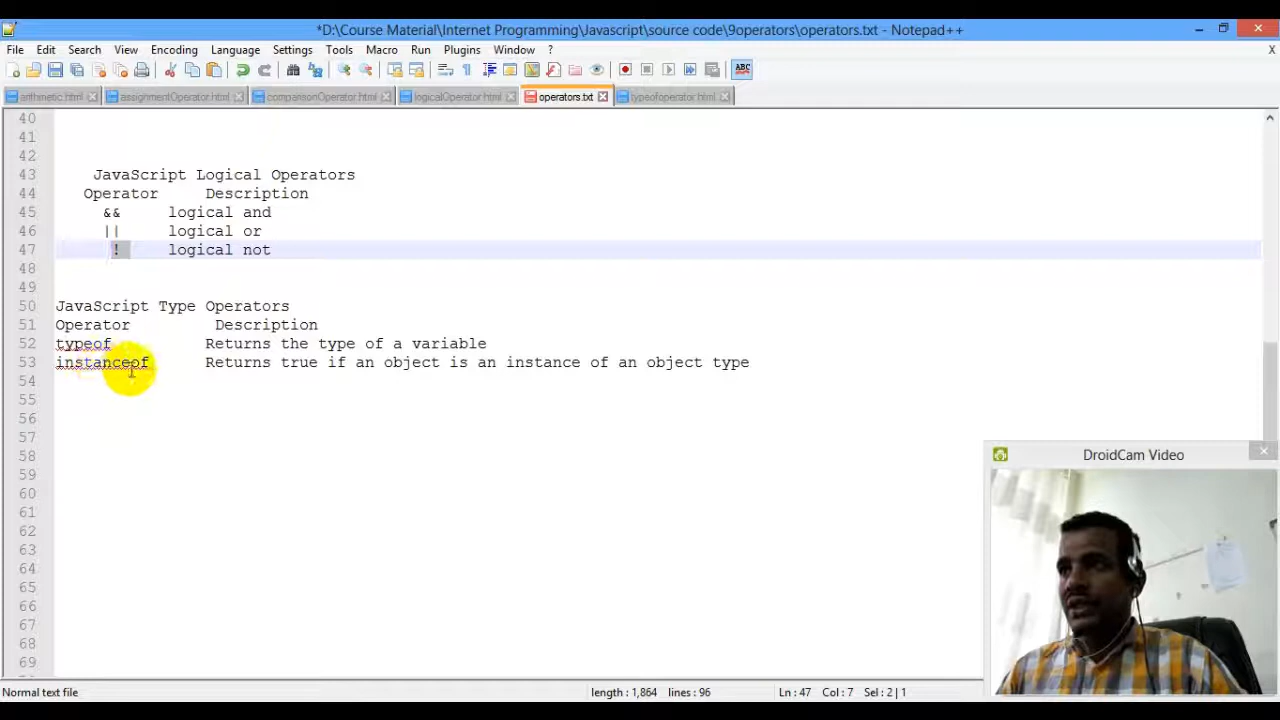 *D:\Course Material\Internet Programming\Javascript\source code\9operators\operators.txt - Notepad++
File Edit Search View Encoding Language Settings Tools Macro Run Plugins Window ?
X
ABC
arithmetic.html assignmentOperator.html comparisonOperator.html logicalOperator.html operators.txt typeofoperator.html
40
41
42
43 JavaScript Logical Operators
44 Operator Description
45 && logical and
46 || logical or
47 ! logical not
48
49
50 JavaScript Type Operators
51 Operator Description
52 typeof Returns the type of a variable
53 instanceof Returns true if an object is an instance of an object type
54
55
56
57
58
59
60
61
62
63
64
65
66
67
68
69
DroidCam Video
Normal text file length : 1,864 lines : 96 Ln : 47 Col : 7 Sel : 2 | 1